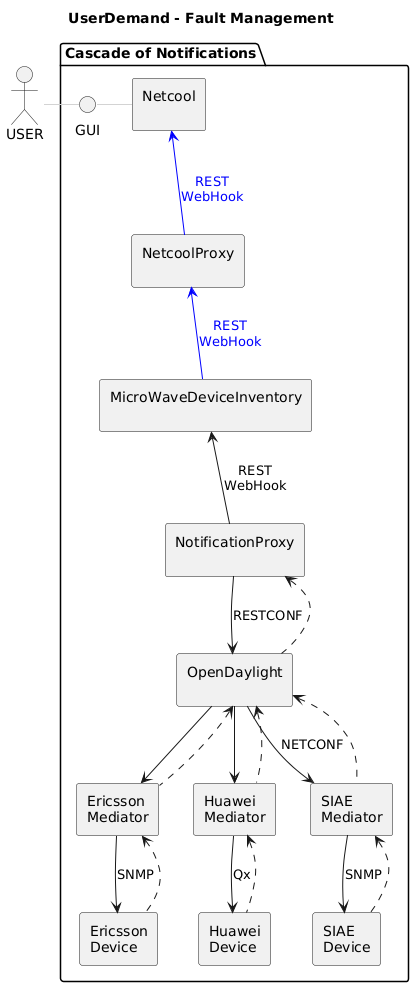 UserDemand - Fault Management
Cascade of Notifications
USER
GUI
Netcool
REST
WebHook
NetcoolProxy
REST
WebHook
MicroWaveDeviceInventory
REST
WebHook
NotificationProxy
RESTCONF
OpenDaylight
NETCONF
Ericsson
Mediator
Huawei
Mediator
SIAE
Mediator
SNMP
Qx
SNMP
Ericsson
Device
Huawei
Device
SIAE
Device